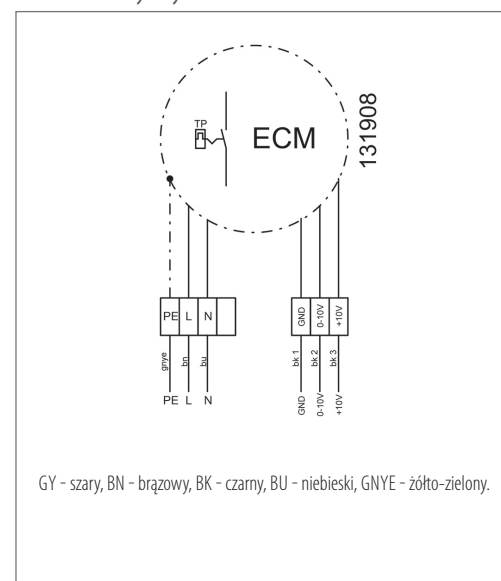 TP
ECM
131908
PE L N
GND 0-10V +10V
gnye bn bu
bk 1 bk 2 bk 3
PE L N
GND 0-10V +10V
GY - szary, BN - brązowy, BK - czarny, BU - niebieski, GNYE - żółto-zielony.